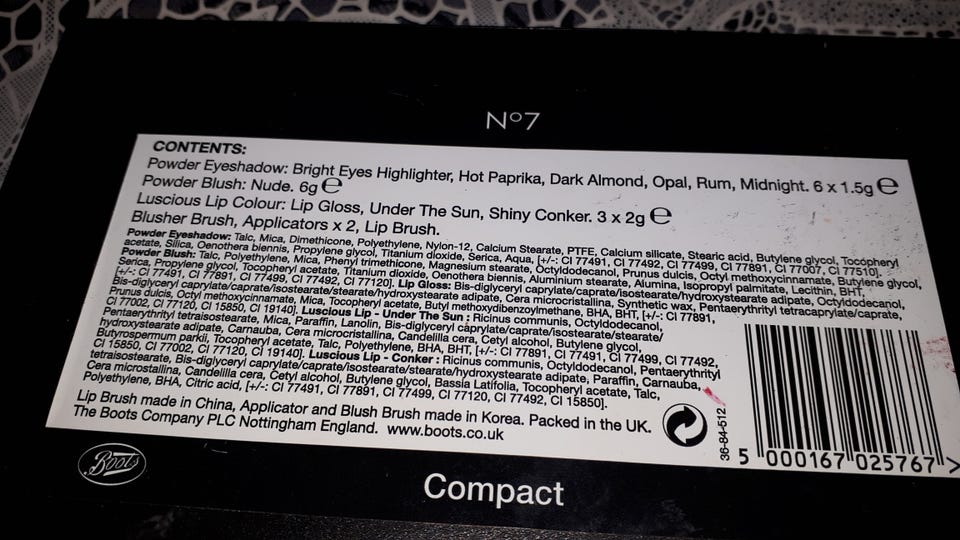 Nº7
CONTENTS:
Powder Eyeshadow: Bright Eyes Highlighter, Hot Paprika, Dark Almond, Opal, Rum, Midnight. 6 x 1.5g ℮
Powder Blush: Nude. 6g ℮
Luscious Lip Colour: Lip Gloss, Under The Sun, Shiny Conker. 3 x 2g ℮
Blusher Brush, Applicators x 2, Lip Brush.
Powder Eyeshadow: Talc, Mica, Dimethicone, Polyethylene, Nylon-12, Calcium Stearate, PTFE, Calcium silicate, Stearic acid, Butylene glycol, Tocopheryl
acetate, Silica, Oenothera biennis, Propylene glycol, Titanium dioxide, Serica, Aqua, [+/-: CI 77491, CI 77492, CI 77499, CI 77891, CI 77007, CI 77510].
Powder Blush: Talc, Polyethylene, Mica, Phenyl trimethicone, Magnesium stearate, Octyldodecanol, Prunus dulcis, Octyl methoxycinnamate, Butylene glycol,
Serica, Propylene glycol, Tocopheryl acetate, Titanium dioxide, Oenothera biennis, Aluminium stearate, Alumina, Isopropyl palmitate, Lecithin, BHT,
[+/-: CI 77491, CI 77891, CI 77499, CI 77492, CI 77120]. Lip Gloss: Bis-diglyceryl caprylate/caprate/isostearate/hydroxystearate adipate, Octyldodecanol,
Bis-diglyceryl caprylate/caprate/isostearate/stearate/hydroxystearate adipate, Cera microcristallina, Synthetic wax, Pentaerythrityl tetracaprylate/caprate,
Prunus dulcis, Octyl methoxycinnamate, Mica, Tocopheryl acetate, Butyl methoxydibenzoylmethane, BHA, BHT, [+/-: CI 77891,
CI 77002, CI 77120, CI 15850, CI 19140]. Luscious Lip - Under The Sun : Ricinus communis, Octyldodecanol,
Pentaerythrityl tetraisostearate, Mica, Paraffin, Lanolin, Bis-diglyceryl caprylate/caprate/isostearate/stearate/
hydroxystearate adipate, Carnauba, Cera microcristallina, Candelilla cera, Cetyl alcohol, Butylene glycol,
Butyrospermum parkii, Tocopheryl acetate, Talc, Polyethylene, BHA, BHT, [+/-: CI 77891, CI 77491, CI 77499, CI 77492,
CI 15850, CI 77002, CI 77120, CI 19140]. Luscious Lip - Conker : Ricinus communis, Octyldodecanol, Pentaerythrityl
tetraisostearate, Bis-diglyceryl caprylate/caprate/isostearate/stearate/hydroxystearate adipate, Paraffin, Carnauba,
Cera microstallina, Candelilla cera, Cetyl alcohol, Butylene glycol, Bassia Latifolia, Tocopheryl acetate, Talc,
Polyethylene, BHA, Citric acid, [+/-: CI 77491, CI 77891, CI 77499, CI 77120, CI 77492, CI 15850].
Lip Brush made in China, Applicator and Blush Brush made in Korea. Packed in the UK.
The Boots Company PLC Nottingham England. www.boots.co.uk
36-84-512
5 000167 025767 >
Boots
Compact